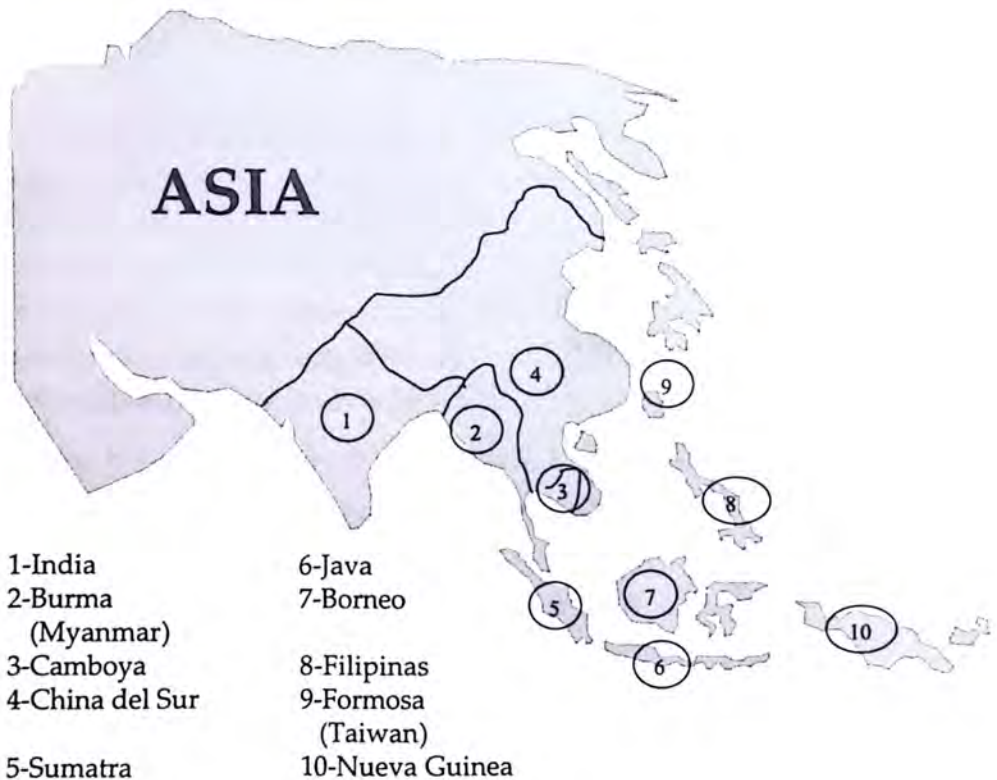 ASIA
4
9
1
2
3
8
7
5
10
6
1-India
2-Burma
(Myanmar)
3-Camboya
4-China del Sur
5-Sumatra
6-Java
7-Borneo
8-Filipinas
9-Formosa
(Taiwan)
10-Nueva Guinea